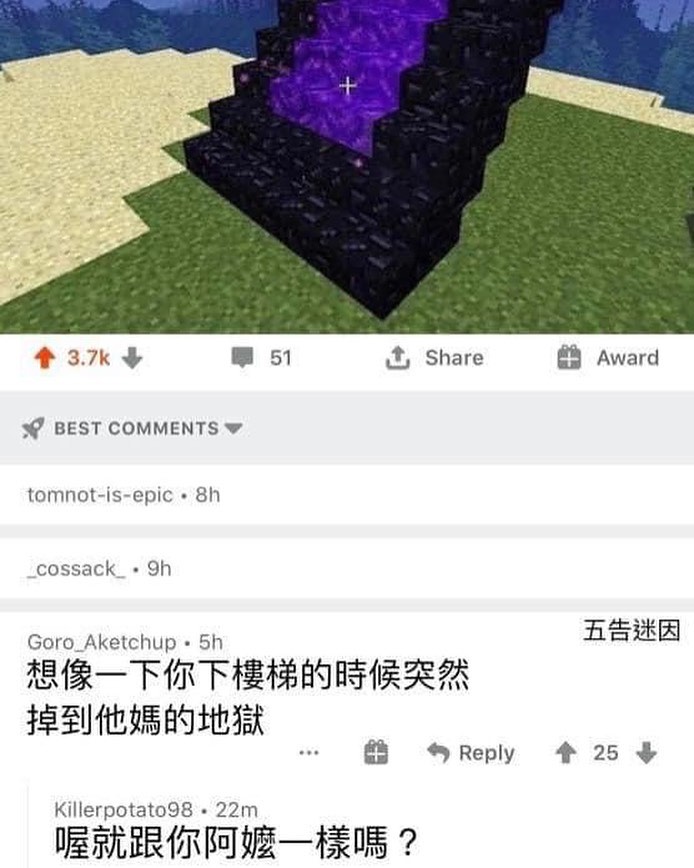 3.7k 51 Share Award
BEST COMMENTS
tomnot-is-epic • 8h
_cossack_ • 9h
五告迷因
Goro_Aketchup • 5h
想像一下你下樓梯的時候突然
掉到他媽的地獄
... Reply 25
Killerpotato98 • 22m
喔就跟你阿嬤一樣嗎？